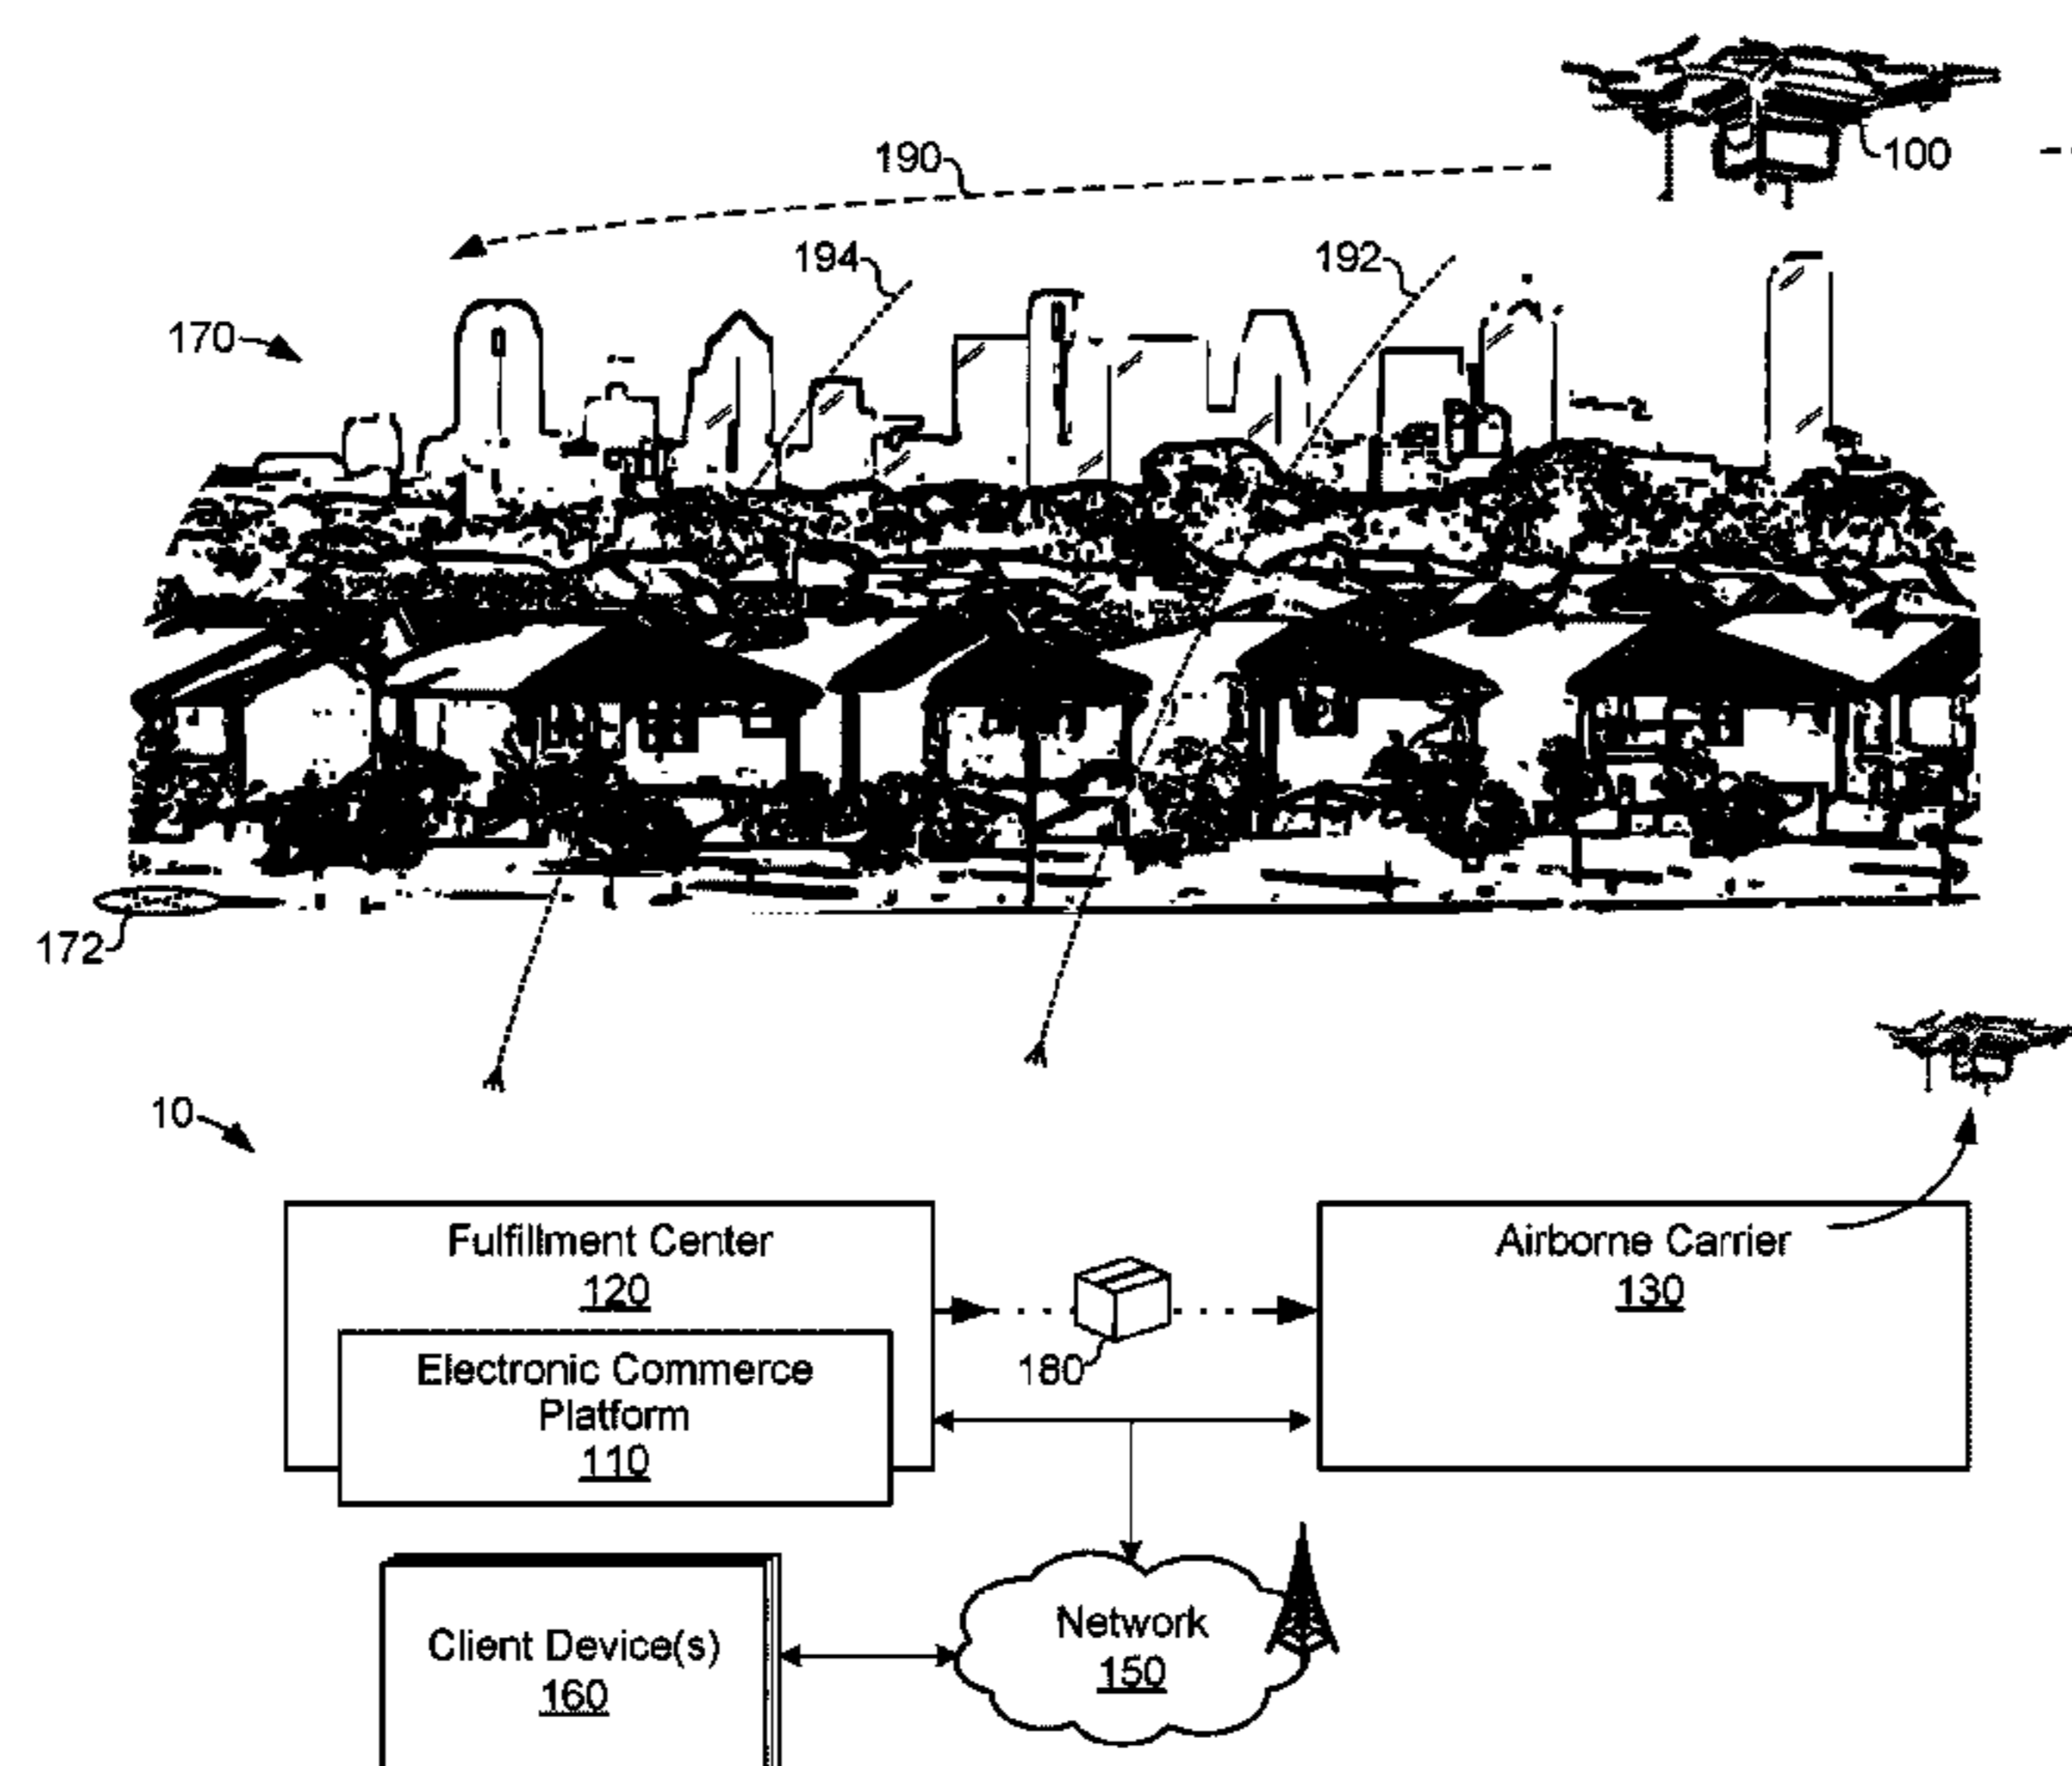 190
100
194
192
170
172
10
Fulfillment Center
120
Airborne Carrier
130
Electronic Commerce
Platform
110
180
Network
150
Client Device(s)
160